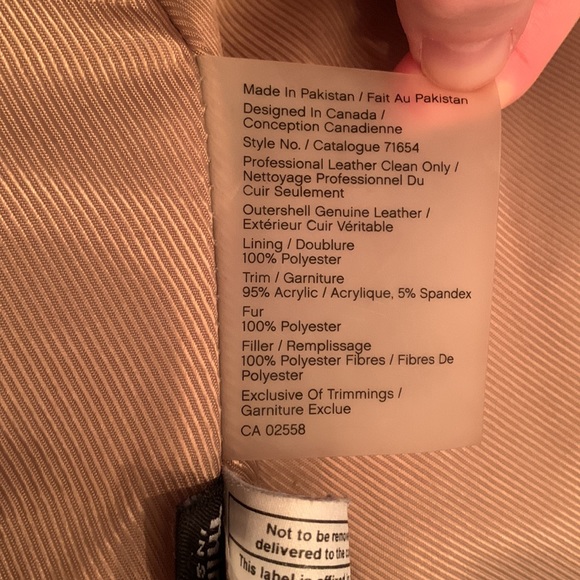 Made In Pakistan / Fait Au Pakistan
Designed In Canada /
Conception Canadienne
Style No. / Catalogue 71654
Professional Leather Clean Only /
Nettoyage Professionnel Du
Cuir Seulement
Outershell Genuine Leather /
Extérieur Cuir Véritable
Lining / Doublure
100% Polyester
Trim / Garniture
95% Acrylic / Acrylique, 5% Spandex
Fur
100% Polyester
Filler / Remplissage
100% Polyester Fibres / Fibres De
Polyester
Exclusive Of Trimmings /
Garniture Exclue
CA 02558
Not to be
delivered to the
This label